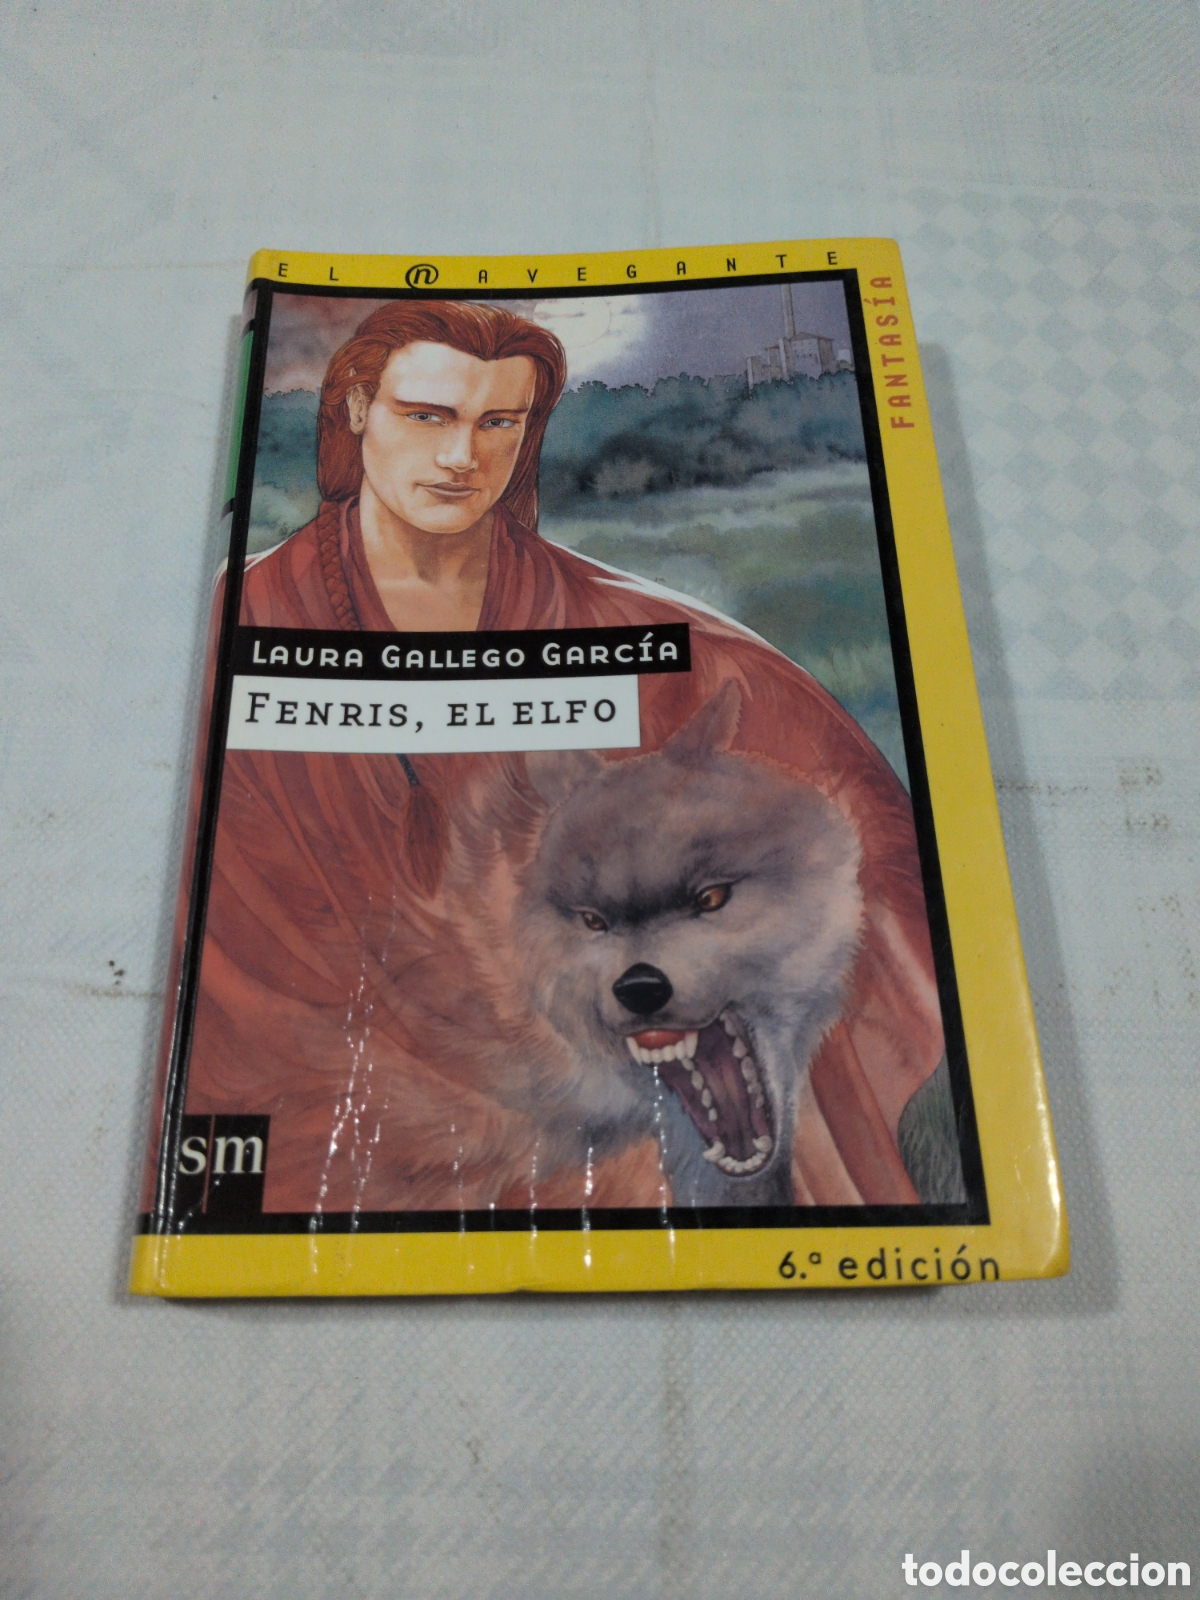 EL NAVEGANTE
FANTASÍA
LAURA GALLEGO GARCÍA
FENRIS, EL ELFO
sm
6.ª edición
todocoleccion